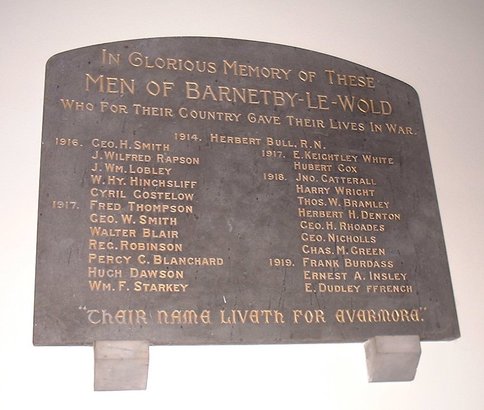 In Glorious Memory of These
Men of Barnetby-Le-Wold
Who For Their Country Gave Their Lives In War.
1914. Herbert Bull, R.N.
1916. Geo. H. Smith
J. Wilfred Rapson
J. Wm. Lobley
W. Hy. Hinchsliff
Cyril Costelow
1917. Fred Thompson
Geo. W. Smith
Walter Blair
Reg. Robinson
Percy C. Blanchard
Hugh Dawson
Wm. F. Starkey
1917. E. Keightley White
Hubert Cox
1918. Jno. Catterall
Harry Wright
Thos. W. Bramley
Herbert H. Denton
Geo. H. Rhoades
Geo. Nicholls
Chas. M. Green
1919. Frank Burdass
Ernest A. Insley
E. Dudley ffrench
"Their name liveth for evermore."